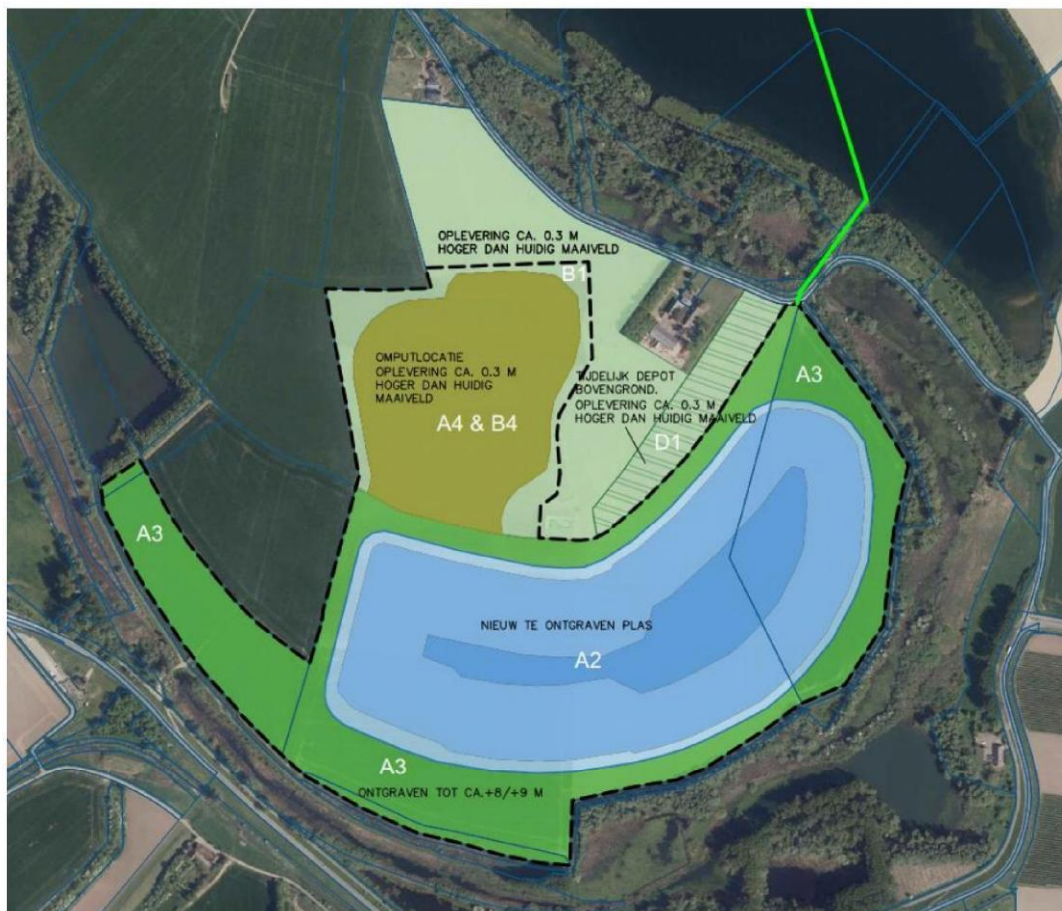 OPLEVERING CA. 0.3 M
HOGER DAN HUIDIG MAAIVELD
B1
OMPUTLOCATIE
OPLEVERING CA. 0.3 M
HOGER DAN HUIDIG
MAAIVELD
A4 & B4
TIJDELIJK DEPOT
BOVENGROND.
OPLEVERING CA. 0.3 M
HOGER DAN HUIDIG MAAIVELD
D1
A3
A3
NIEUW TE ONTGRAVEN PLAS
A2
A3
ONTGRAVEN TOT CA.+8/+9 M